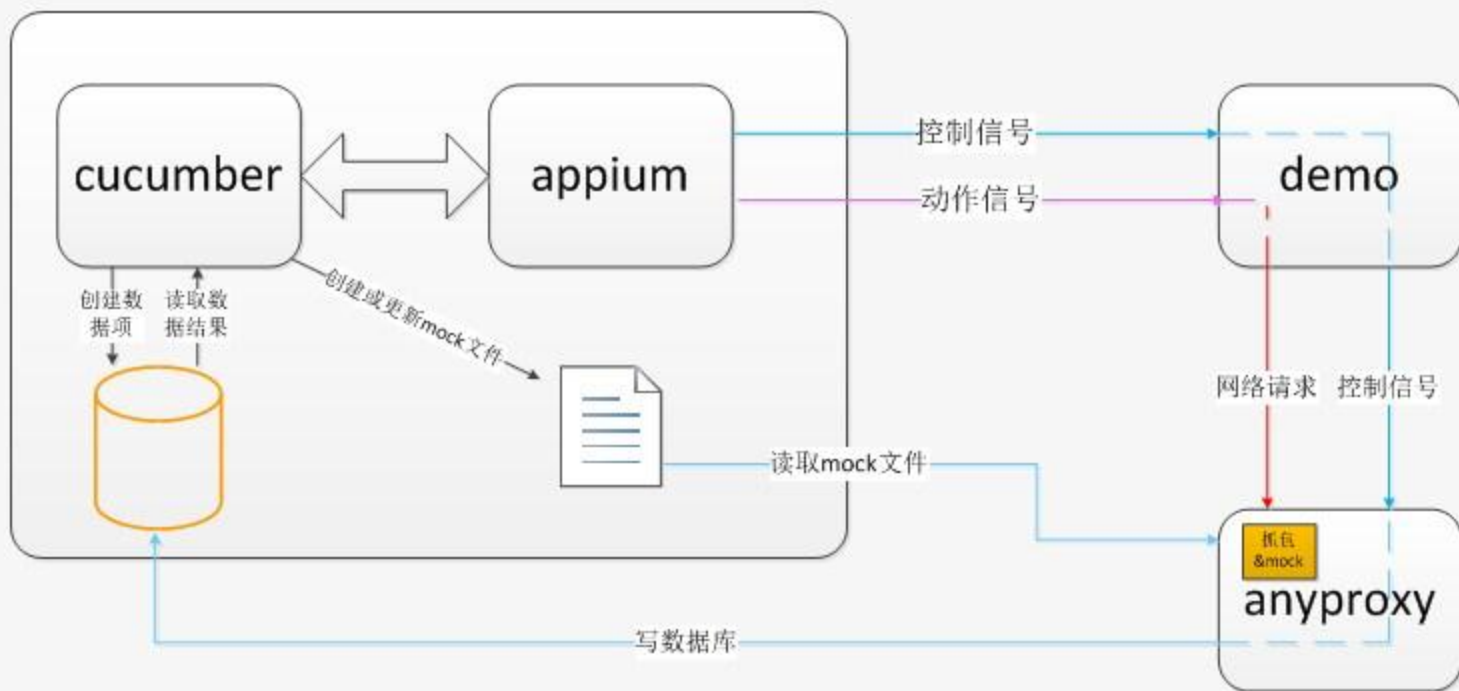 控制信号
cucumber
appium
demo
动作信号
创建数
据项
读取数
据结果
创建或更新mock文件
网络请求
控制信号
读取mock文件
抓包
&mock
anyproxy
写数据库